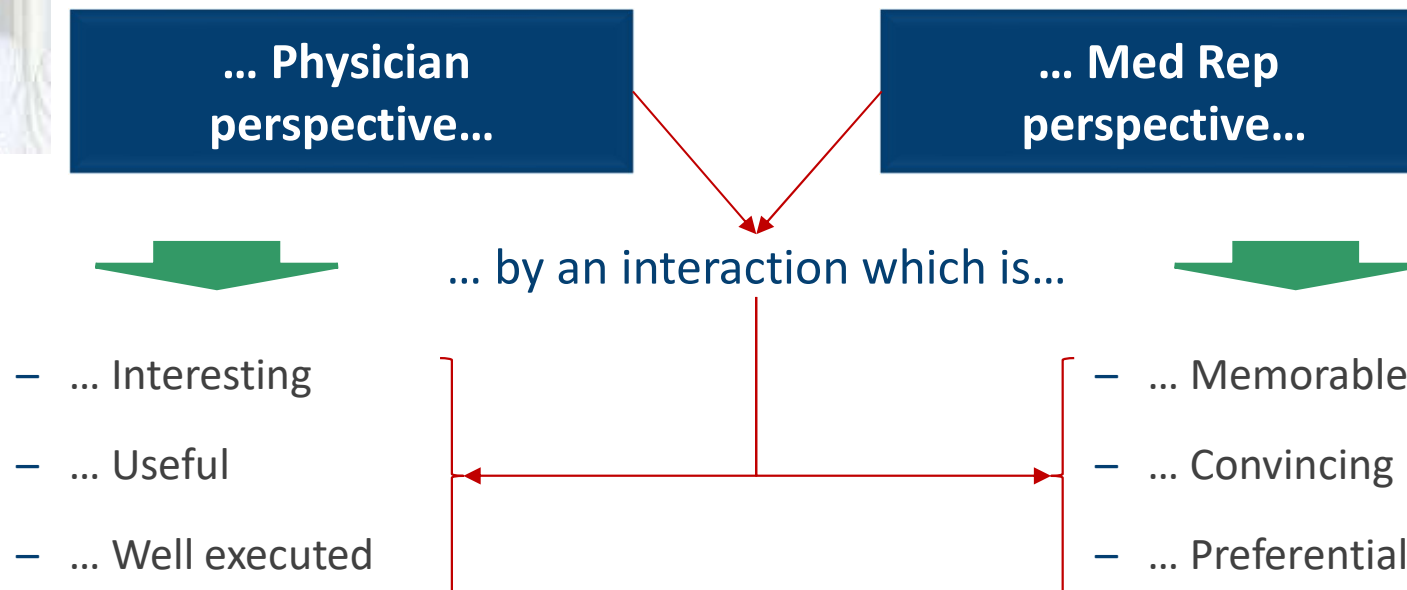 … Physician
perspective…
… Med Rep
perspective…
… by an interaction which is…
– … Interesting
– … Useful
– … Well executed
– … Memorable
– … Convincing
– … Preferential